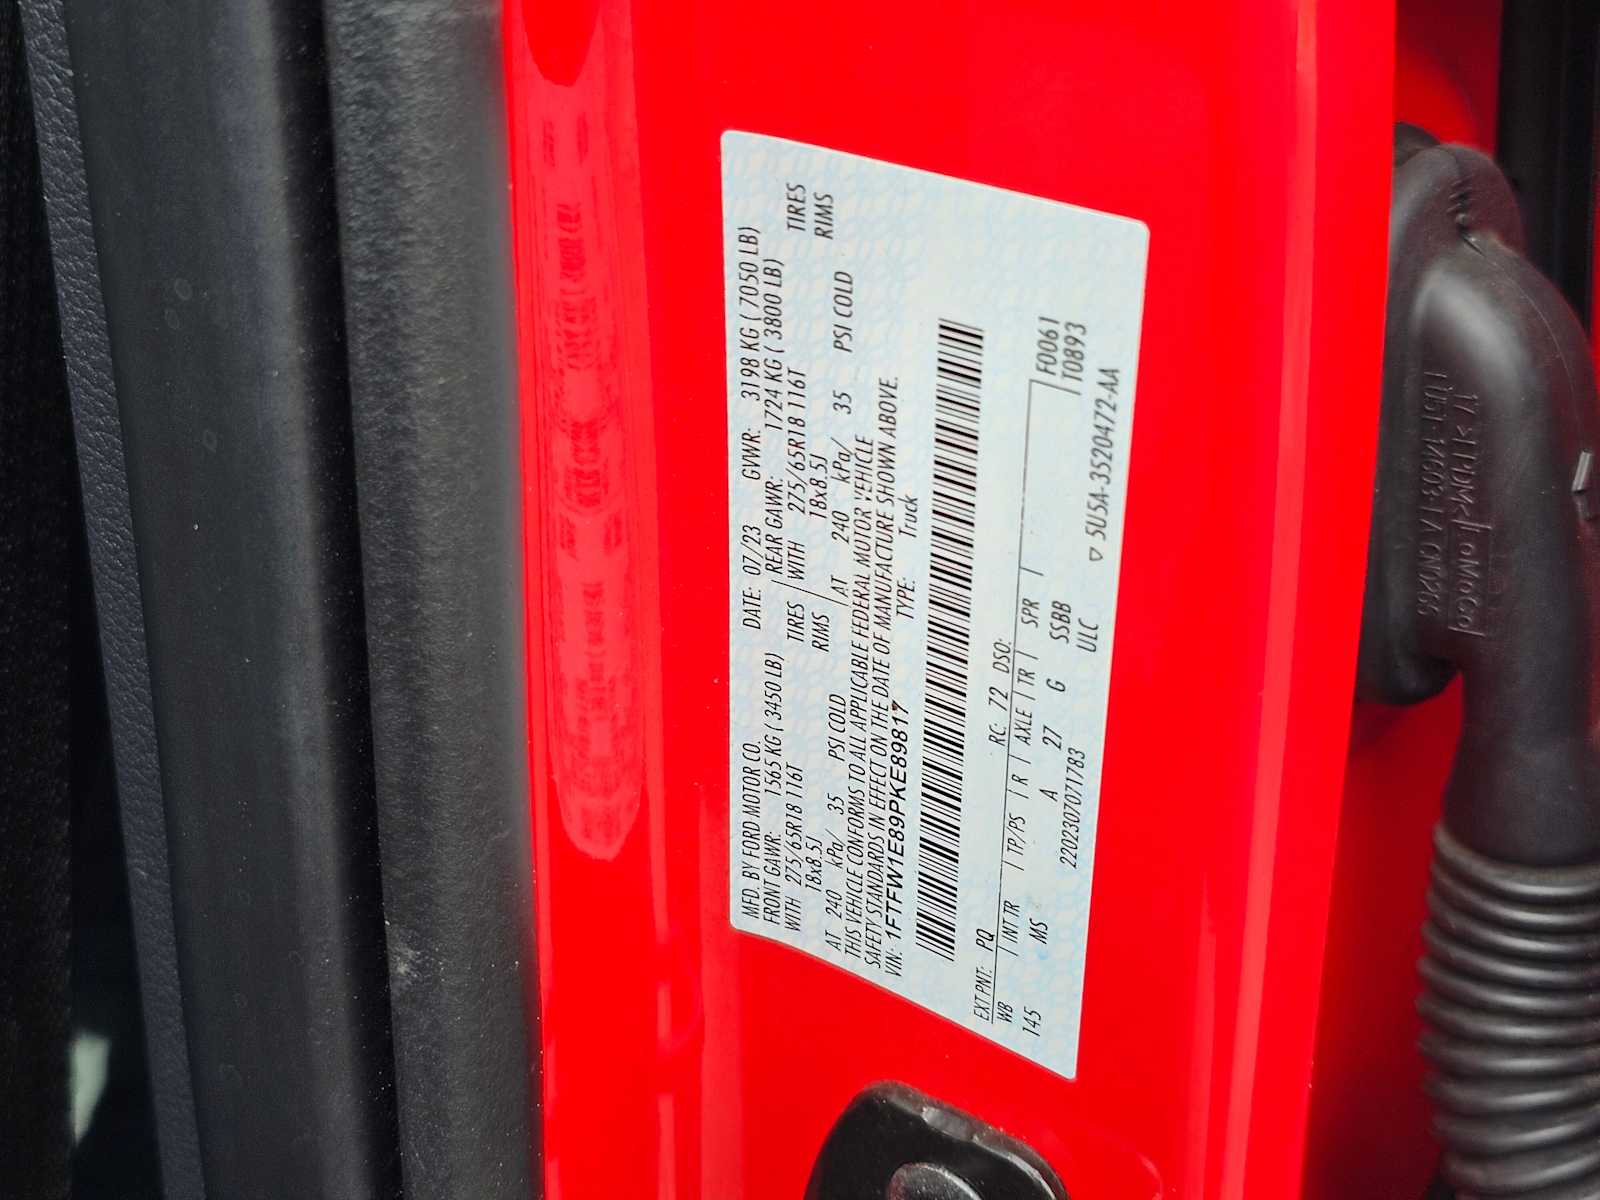 MFD. BY FORD MOTOR CO. DATE: 07/23 GVWR: 3198 KG ( 7050 LB)
FRONT GAWR: 1565 KG ( 3450 LB) REAR GAWR: 1724 KG ( 3800 LB)
WITH 275/65R18 116T TIRES WITH 275/65R18 116T TIRES
18x8.5J RIMS 18x8.5J RIMS
AT 240 kPa/ 35 PSI COLD AT 240 kPa/ 35 PSI COLD
THIS VEHICLE CONFORMS TO ALL APPLICABLE FEDERAL MOTOR VEHICLE
SAFETY STANDARDS IN EFFECT ON THE DATE OF MANUFACTURE SHOWN ABOVE.
VIN: 1FTFW1E89PKE89817 TYPE: Truck
EXT PNT: PQ RC: 72 DSO: F0061
WB INT TR TP/PS R AXLE TR SPR T0893
145 MS A 27 G SSBB
220230701783 ULC ▽ 5U5A-3520472-AA